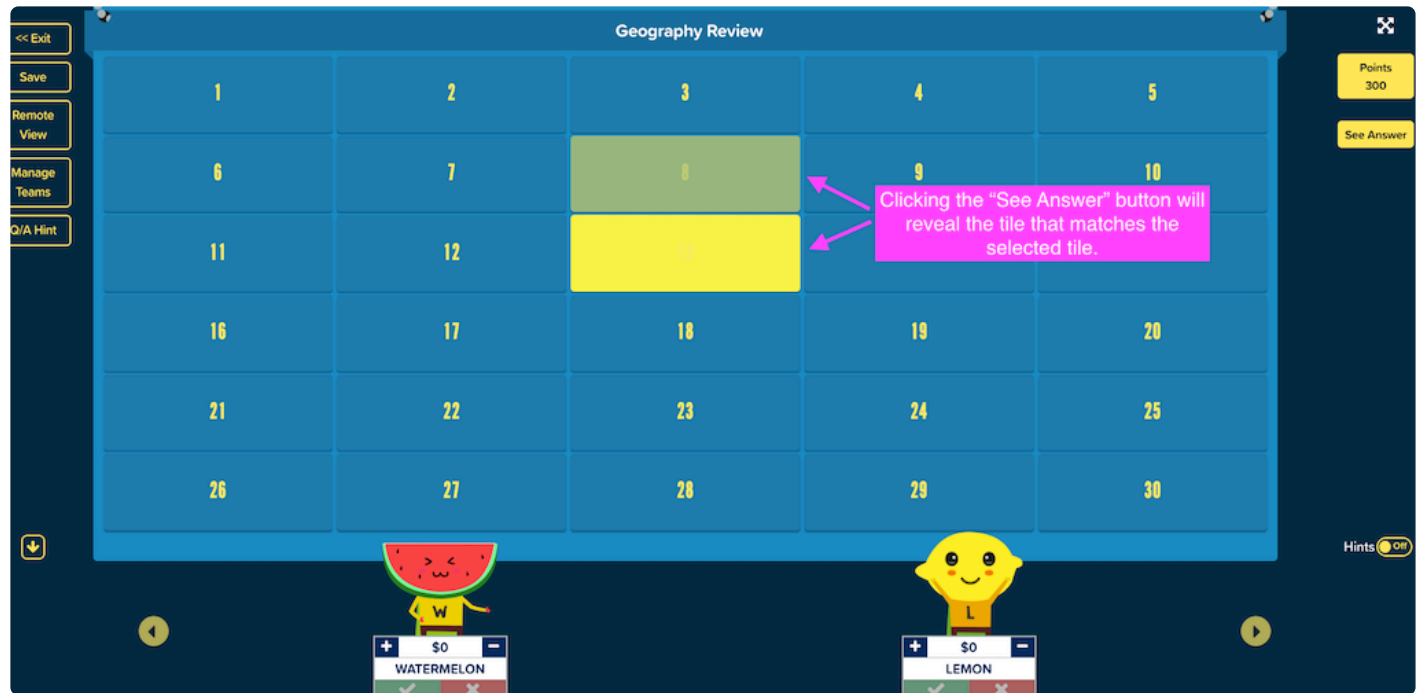 << Exit
Geography Review
Save
Points
300
Remote
View
See Answer
Manage
Teams
Q/A Hint
1
2
3
4
5
6
7
8
9
10
Clicking the “See Answer” button will
reveal the tile that matches the
selected tile.
11
12
16
17
18
19
20
21
22
23
24
25
26
27
28
29
30
Hints Off
W
L
+ $0 −
WATERMELON
+ $0 −
LEMON